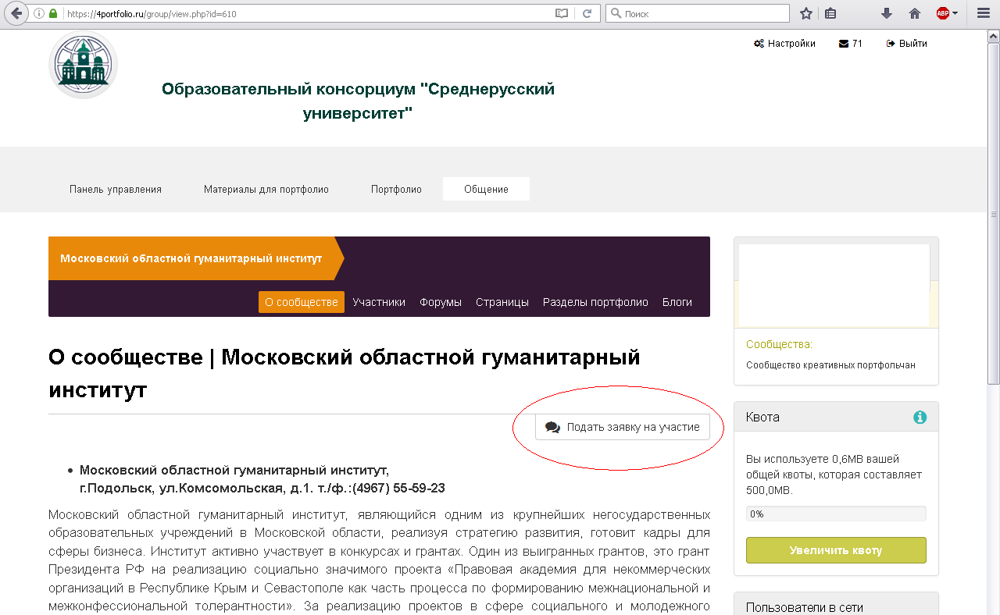 https://4portfolio.ru/group/view.php?id=610
Поиск
ABP
Настройки
71
Выйти
Образовательный консорциум "Среднерусский
университет"
Панель управления
Материалы для портфолио
Портфолио
Общение
Московский областной гуманитарный институт
О сообществе
Участники
Форумы
Страницы
Разделы портфолио
Блоги
О сообществе | Московский областной гуманитарный
институт
Подать заявку на участие
Московский областной гуманитарный институт,
г.Подольск, ул.Комсомольская, д.1. т./ф.:(4967) 55-59-23
Московский областной гуманитарный институт, являющийся одним из крупнейших негосударственных
образовательных учреждений в Московской области, реализуя стратегию развития, готовит кадры для
сферы бизнеса. Институт активно участвует в конкурсах и грантах. Один из выигранных грантов, это грант
Президента РФ на реализацию социально значимого проекта «Правовая академия для некоммерческих
организаций в Республике Крым и Севастополе как часть процесса по формированию межнациональной и
межконфессиональной толерантности». За реализацию проектов в сфере социального и молодежного
Сообщества:
Сообщество креативных портфольчан
Квота
Вы используете 0,6MB вашей
общей квоты, которая составляет
500,0MB.
0%
Увеличить квоту
Пользователи в сети